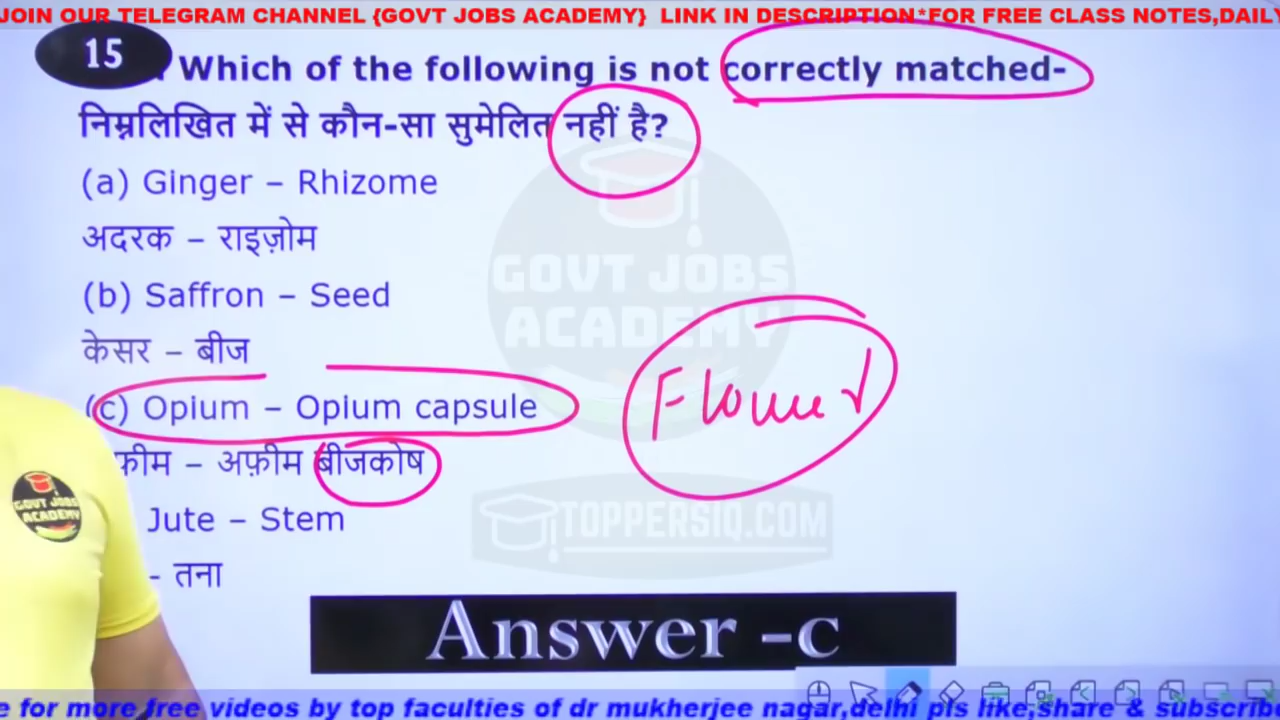 JOIN OUR TELEGRAM CHANNEL {GOVT JOBS ACADEMY} LINK IN DESCRIPTION*FOR FREE CLASS NOTES,DAILY
15
Which of the following is not correctly matched-
निम्नलिखित में से कौन-सा सुमेलित नहीं है?
(a) Ginger – Rhizome
अदरक – राइज़ोम
(b) Saffron – Seed
केसर – बीज
GOVT JOBS
ACADEMY
(c) Opium – Opium capsule
फ़ीम – अफ़ीम बीजकोष
GOVT JOBS
ACADEMY
Jute – Stem
TOPPERSIQ.COM
- तना
Answer -c
e for more free videos by top faculties of dr mukherjee nagar,delhi pls like,share & subscrib